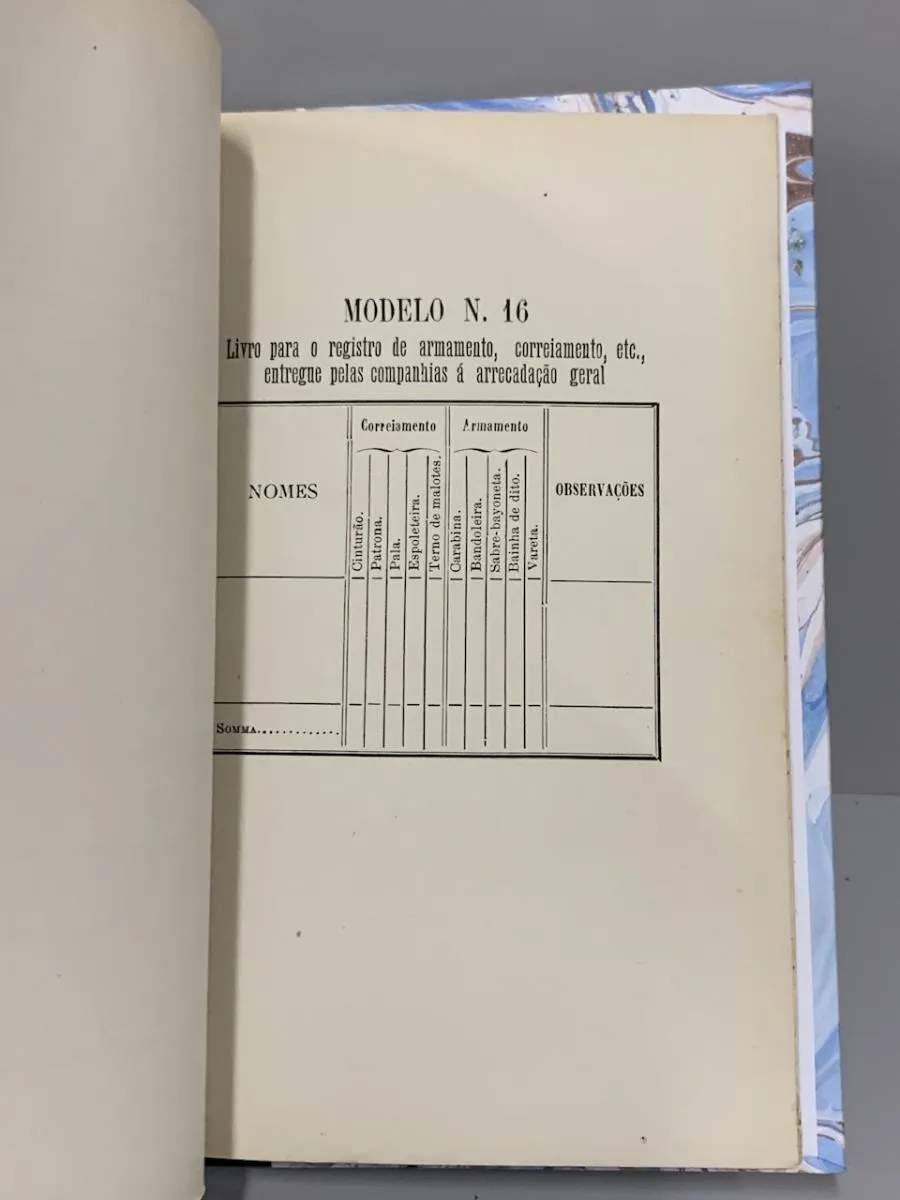 MODELO N. 16
Livro para o registro de armamento, correiamento, etc.,
entregue pelas companhias á arrecadação geral
Correiamento
Armamento
NOMES
Cinturão.
Patrona.
Pala.
Espoleteira.
Terno de malotes.
Carabina.
Bandoleira.
Sabre-bayoneta.
Bainha de dito.
Vareta.
OBSERVAÇÕES
SOMMA.............